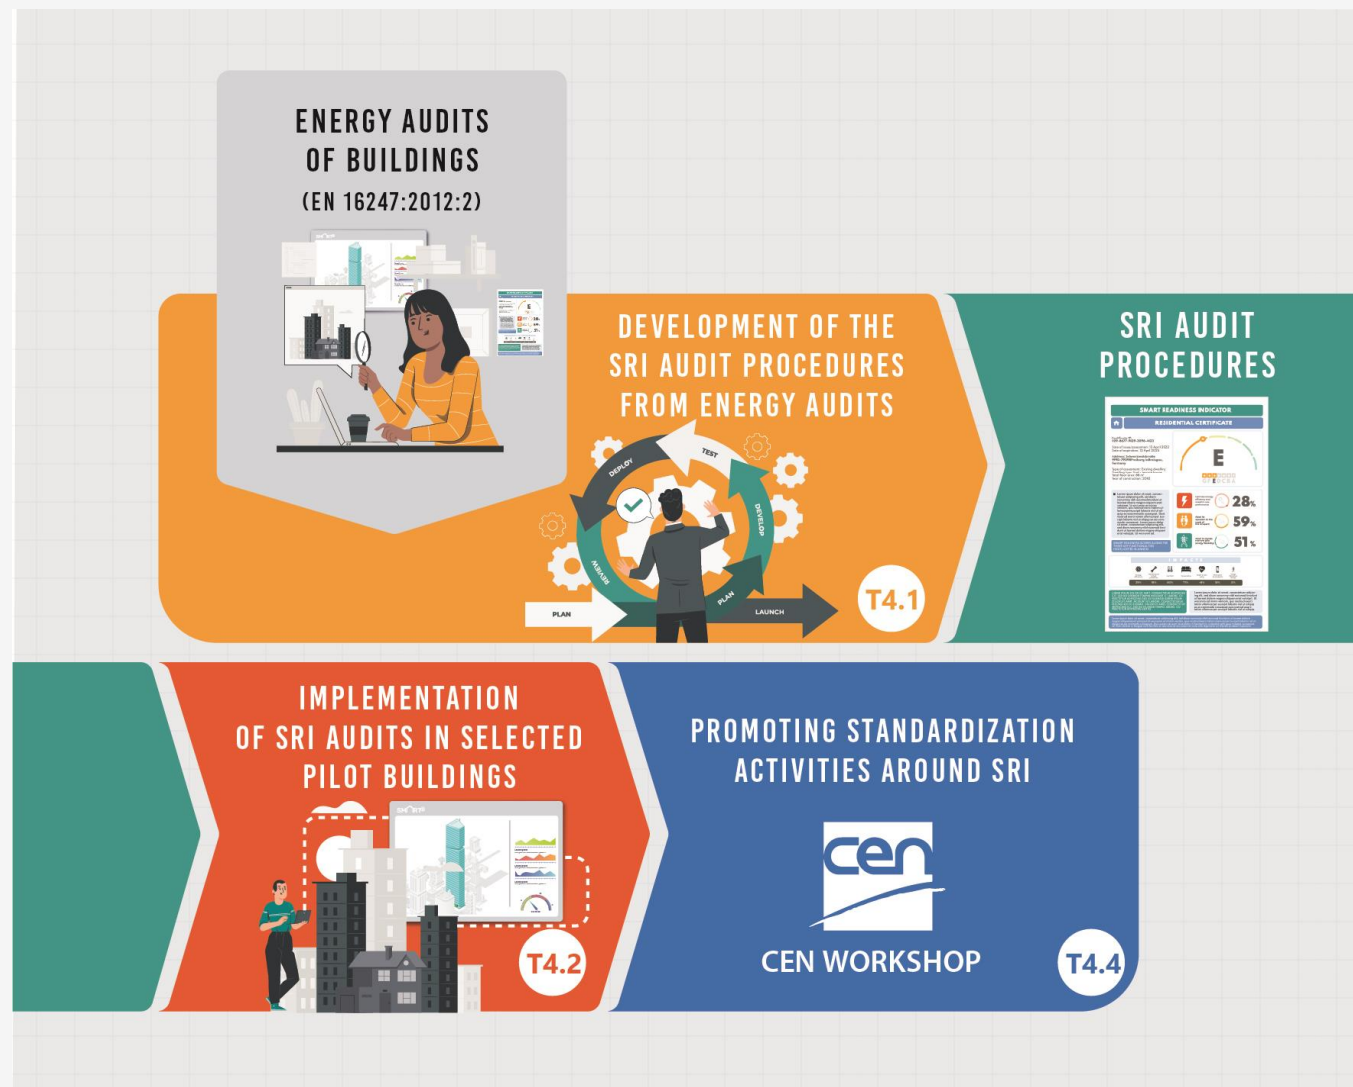 ENERGY AUDITS
OF BUILDINGS
(EN 16247:2012:2)
DEVELOPMENT OF THE
SRI AUDIT PROCEDURES
FROM ENERGY AUDITS
TEST
DEPLOY
DEVELOP
REVIEW
PLAN
PLAN
LAUNCH
T4.1
SRI AUDIT
PROCEDURES
SMART READINESS INDICATOR
RESIDENTIAL CERTIFICATE
E
28%
59%
51%
IMPLEMENTATION
OF SRI AUDITS IN SELECTED
PILOT BUILDINGS
T4.2
PROMOTING STANDARDIZATION
ACTIVITIES AROUND SRI
cen
CEN WORKSHOP
T4.4